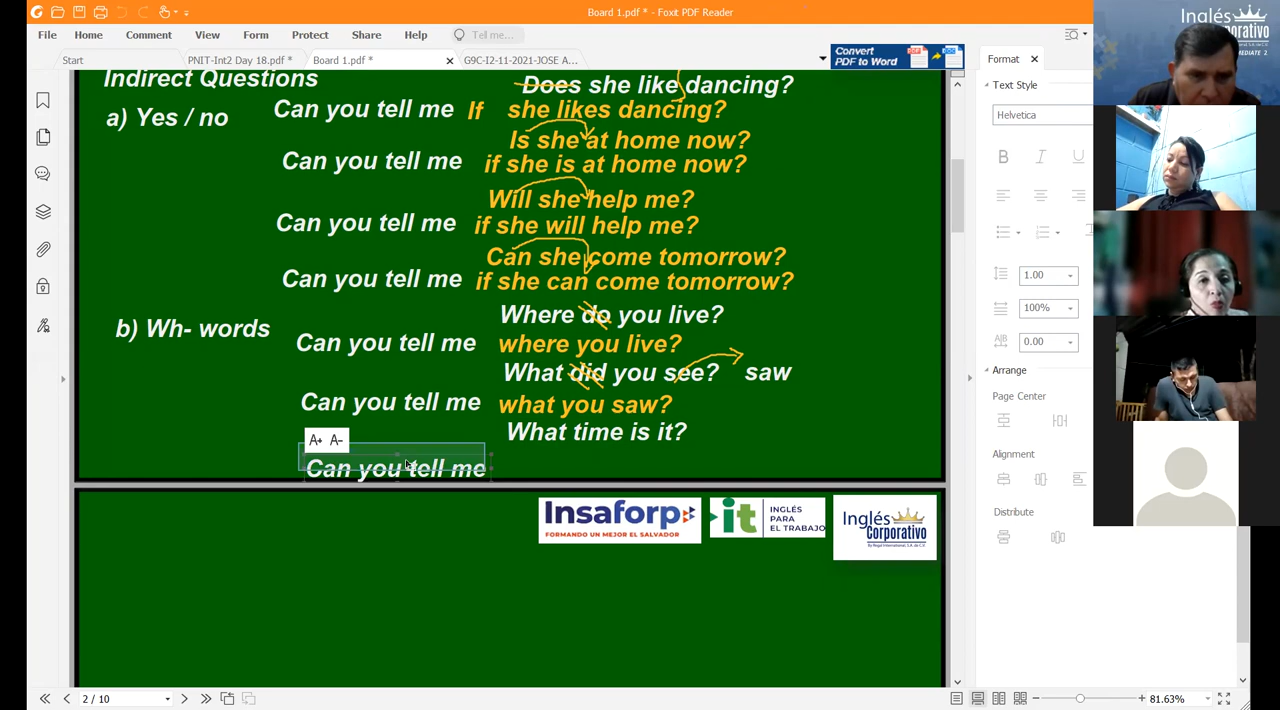 Board 1.pdf * - Foxit PDF Reader
File Home Comment View Form Protect Share Help Tell me...
Start PNIT-Int2 Day 18.pdf * Board 1.pdf * G9C-I2-11-2021-JOSE A...
Convert PDF to Word
Indirect Questions
Does she like dancing?
a) Yes / no Can you tell me If she likes dancing?
Is she at home now?
Can you tell me if she is at home now?
Will she help me?
Can you tell me if she will help me?
Can she come tomorrow?
Can you tell me if she can come tomorrow?
Where do you live?
b) Wh- words Can you tell me where you live?
What did you see? saw
Can you tell me what you saw?
What time is it?
A+ A-
Can you tell me
Insaforp
FORMANDO UN MEJOR EL SALVADOR
it INGLÉS PARA EL TRABAJO
Inglés Corporativo
2 / 10
81.63%
Format
Text Style
Helvetica
B I U
1.00
100%
0.00
Arrange
Page Center
Alignment
Distribute
Inglés